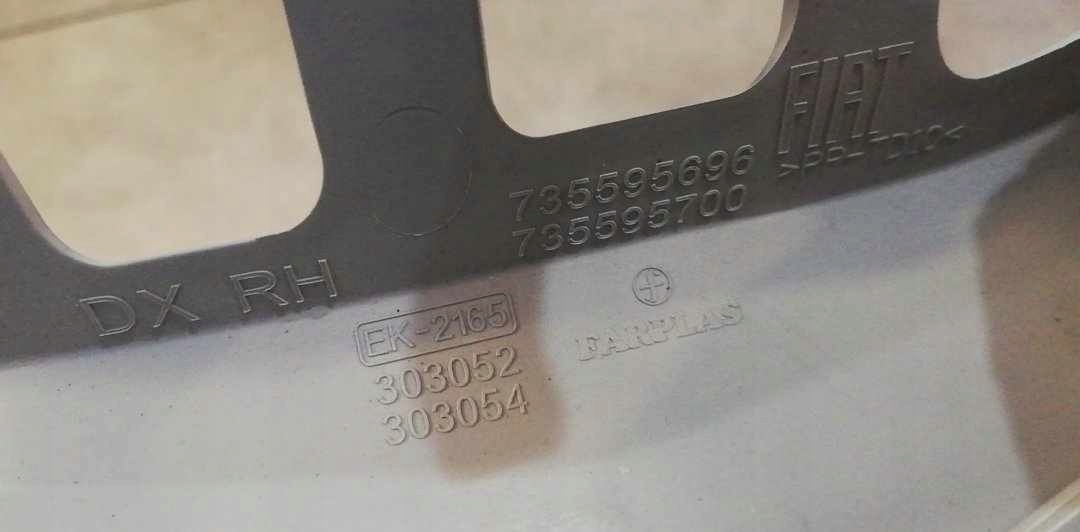 FIAT
>PP-TD10<
735595696
735595700
DX RH
EK-2165
303052
303054
FARPLAS